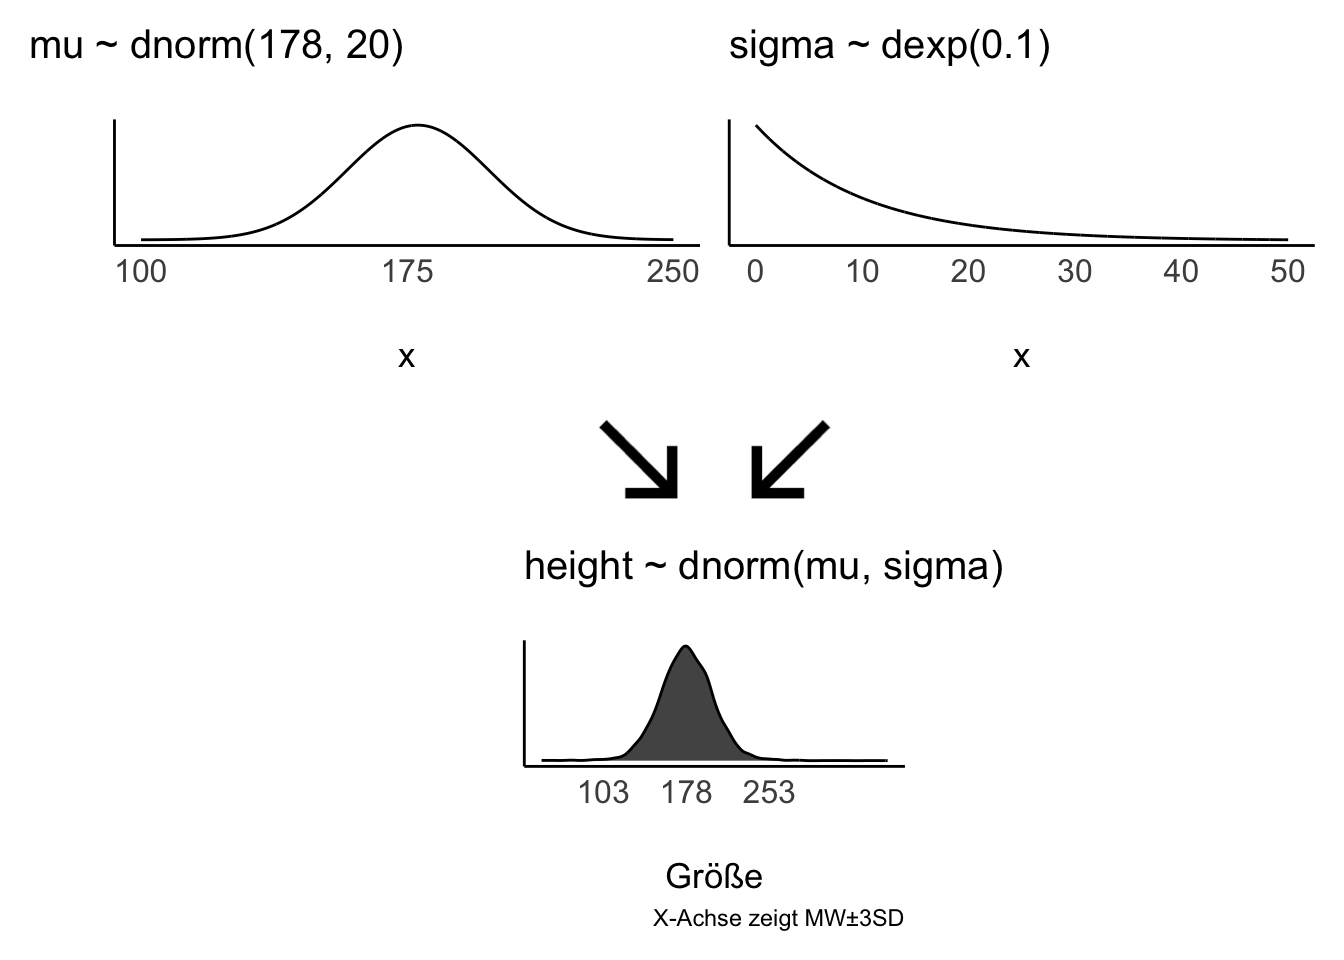 mu ~ dnorm(178, 20)
sigma ~ dexp(0.1)
100 175 250
0 10 20 30 40 50
x
x
height ~ dnorm(mu, sigma)
103 178 253
Größe
X-Achse zeigt MW±3SD